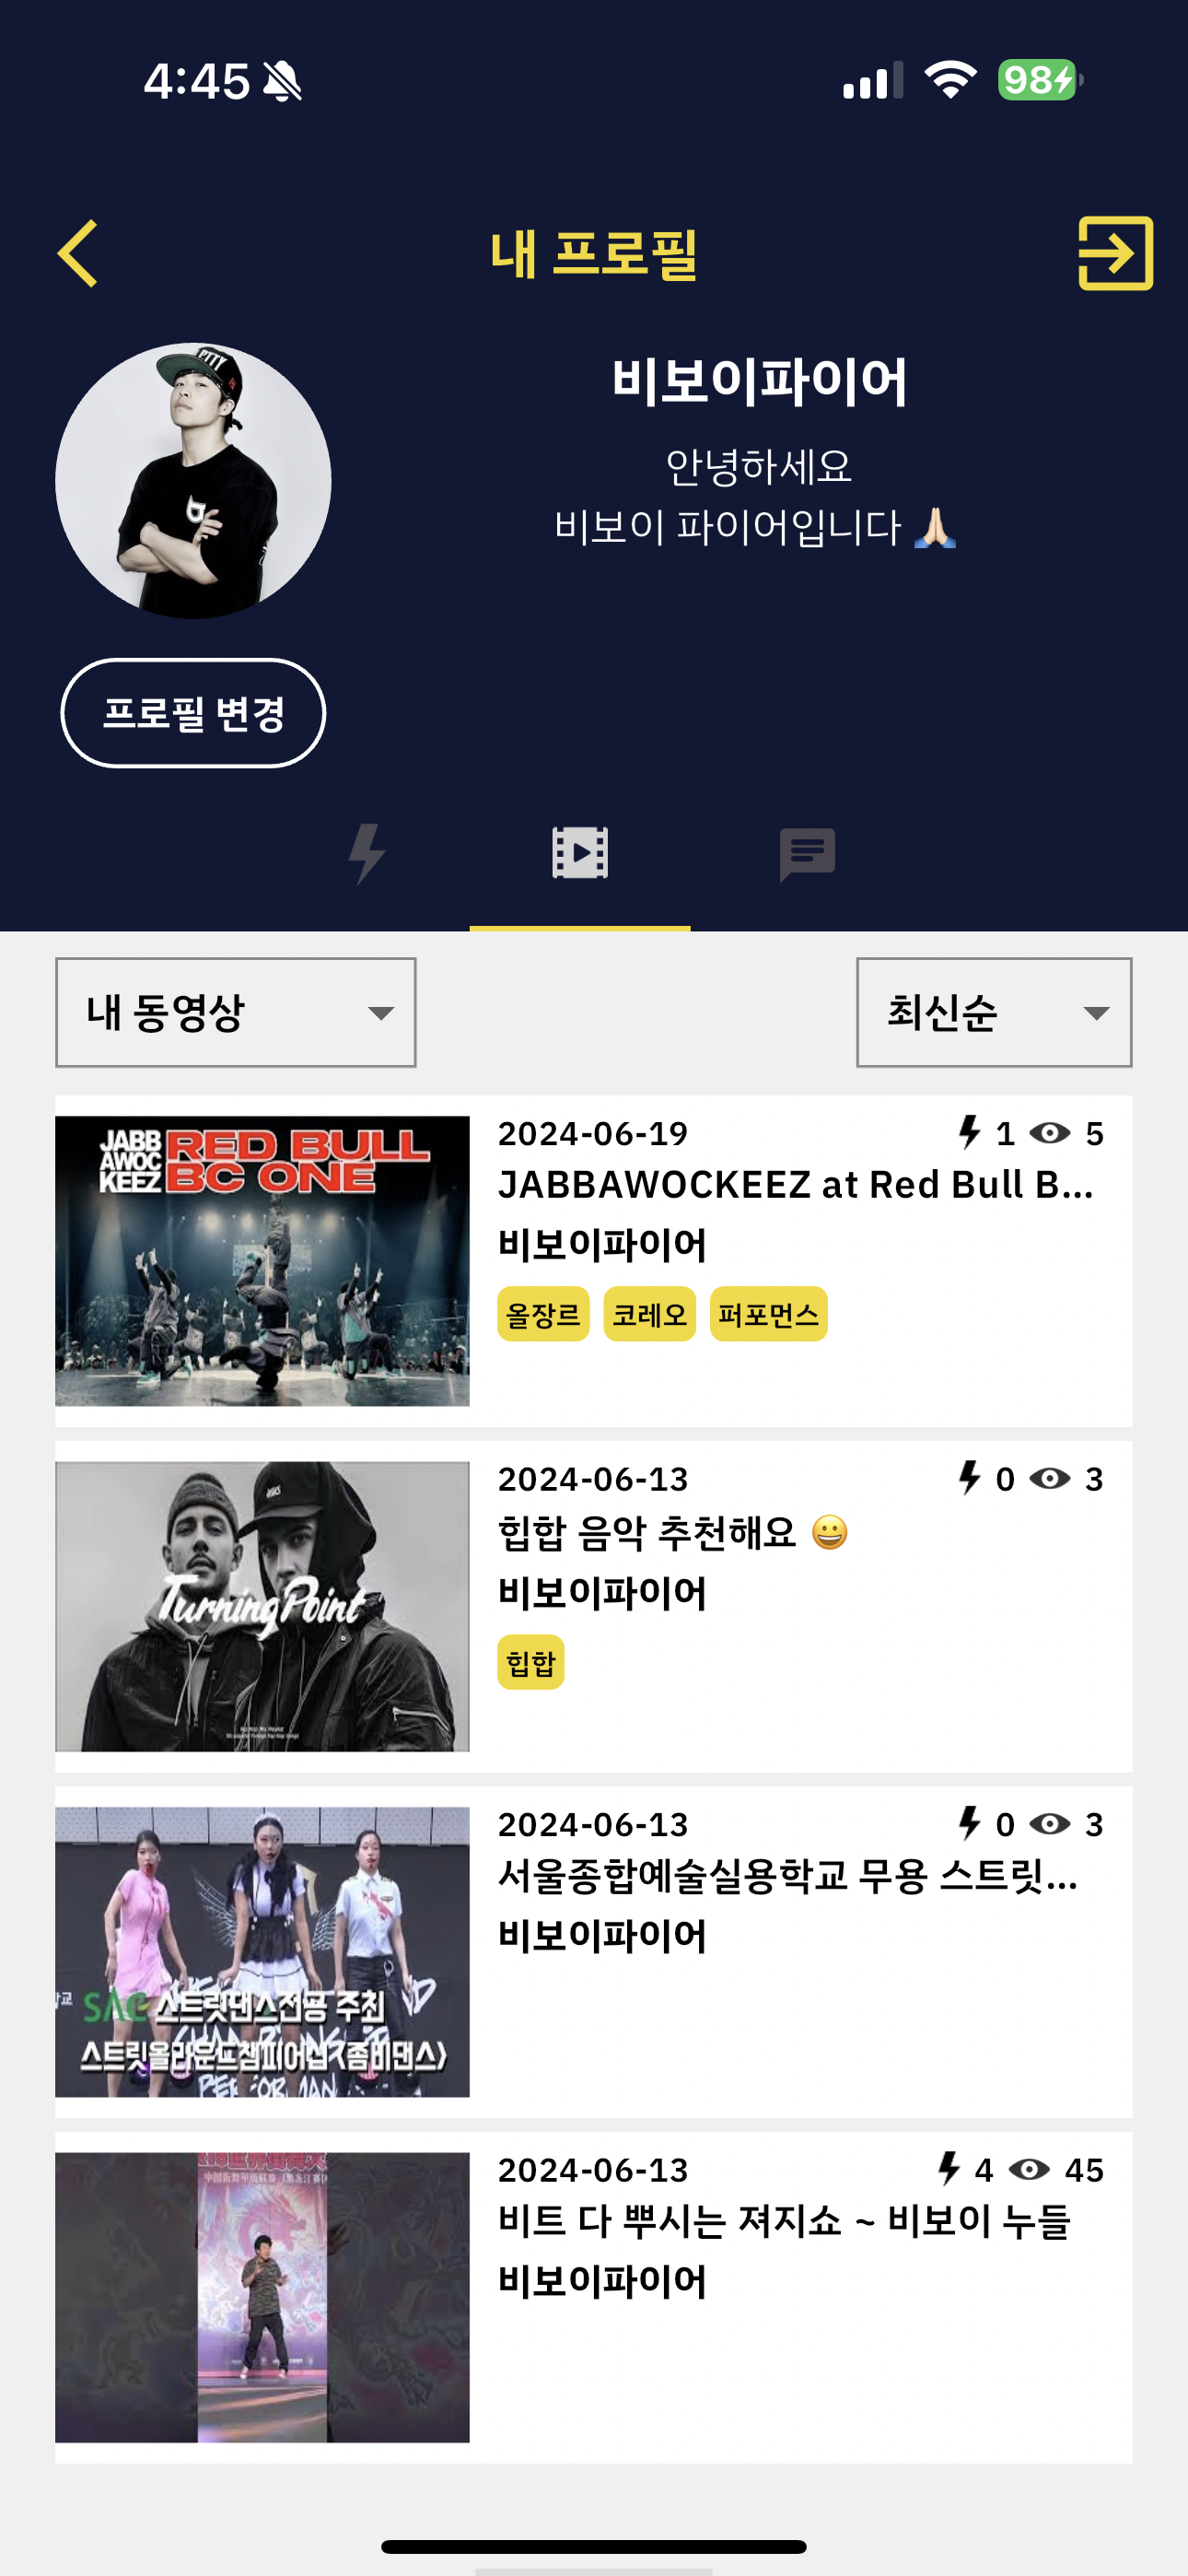 4:45
98
내 프로필
PTTY
비보이파이어
안녕하세요
비보이 파이어입니다 🙏🏻
프로필 변경
내 동영상
최신순
JABB
AWOC
KEEZ
RED BULL
BC ONE
2024-06-19
1
5
JABBAWOCKEEZ at Red Bull B...
비보이파이어
올장르
코레오
퍼포먼스
Turning Point
2024-06-13
0
3
힙합 음악 추천해요 😀
비보이파이어
힙합
SAC 스트릿댄스전공 주최
스트릿올라운드챔피어십 <좀비댄스>
2024-06-13
0
3
서울종합예술실용학교 무용 스트릿...
비보이파이어
2024-06-13
4
45
비트 다 뿌시는 져지쇼 ~ 비보이 누들
비보이파이어